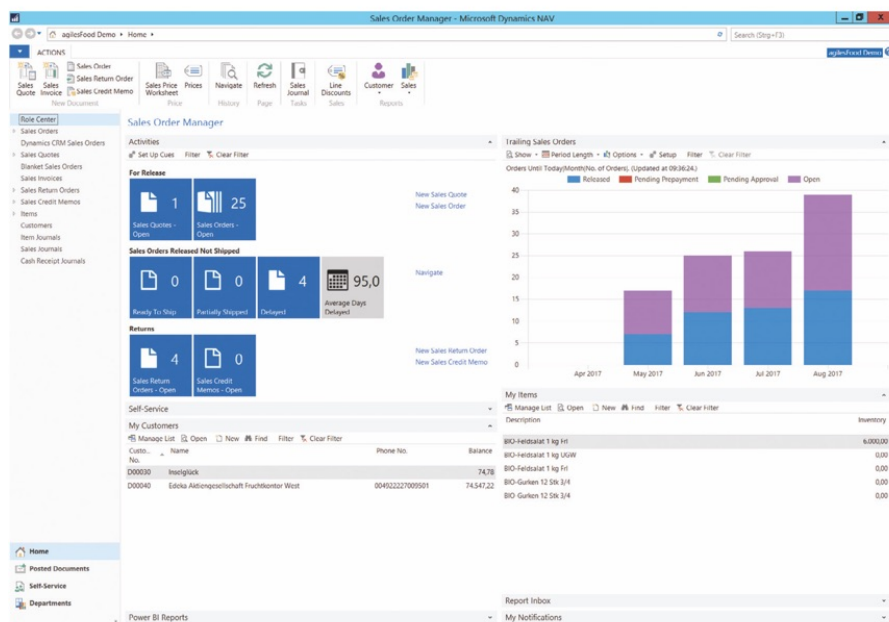 Sales Order Manager - Microsoft Dynamics NAV
agilesFood Demo • Home •
Search (Strg+F3)
ACTIONS
agilesFood Demo
Sales Quote
Sales Invoice
Sales Order
Sales Return Order
Sales Credit Memo
New Document
Sales Price Worksheet
Prices
Price
Navigate
History
Refresh
Page
Sales Journal
Tasks
Line Discounts
Sales
Customer
Sales
Reports
Role Center
Sales Orders
Dynamics CRM Sales Orders
Sales Quotes
Blanket Sales Orders
Sales Invoices
Sales Return Orders
Sales Credit Memos
Items
Customers
Item Journals
Sales Journals
Cash Receipt Journals
Home
Posted Documents
Self-Service
Departments
Sales Order Manager
Activities
Set Up Cues Filter Clear Filter
For Release
1
Sales Quotes - Open
25
Sales Orders - Open
New Sales Quote
New Sales Order
Sales Orders Released Not Shipped
0
Ready To Ship
0
Partially Shipped
4
Delayed
95,0
Average Days Delayed
Navigate
Returns
4
Sales Return Orders - Open
0
Sales Credit Memos - Open
New Sales Return Order
New Sales Credit Memo
Self-Service
My Customers
Manage List Open New Find Filter Clear Filter
Custo... No. Name Phone No. Balance
D00030 Inselglück 74,78
D00040 Edeka Aktiengesellschaft Fruchtkontor West 004922227009501 74.547,22
Power BI Reports
Trailing Sales Orders
Show Period Length Options Setup Filter Clear Filter
Orders Until Today|Month|No. of Orders|. (Updated at 09:36:24.)
Released Pending Prepayment Pending Approval Open
40
35
30
25
20
15
10
5
0
Apr 2017 May 2017 Jun 2017 Jul 2017 Aug 2017
My Items
Manage List Open New Find Filter Clear Filter
Description Inventory
BIO-Feldsalat 1 kg Frl 6.000,00
BIO-Feldsalat 1 kg UGW 0,00
BIO-Feldsalat 1 kg Frl 0,00
BIO-Gurken 12 Stk 3/4 0,00
BIO-Gurken 12 Stk 3/4 0,00
Report Inbox
My Notifications